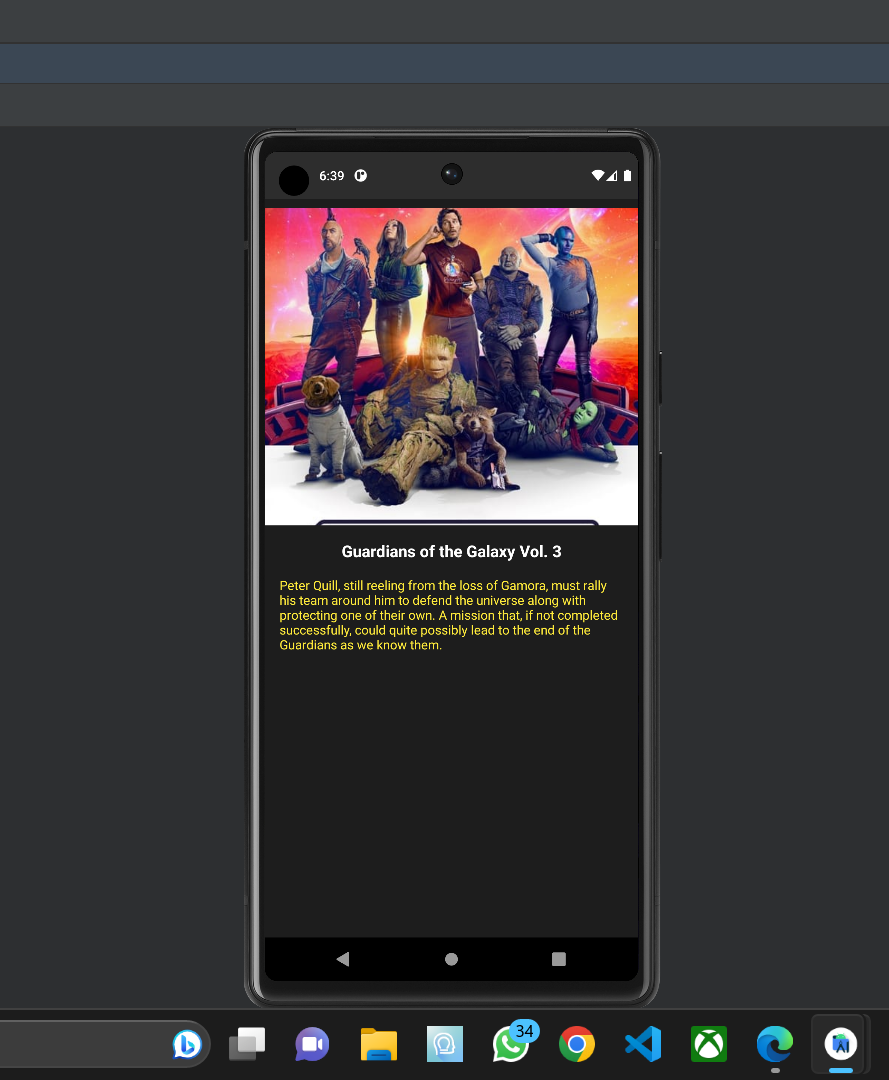 6:39
Guardians of the Galaxy Vol. 3
Peter Quill, still reeling from the loss of Gamora, must rally
his team around him to defend the universe along with
protecting one of their own. A mission that, if not completed
successfully, could quite possibly lead to the end of the
Guardians as we know them.
34